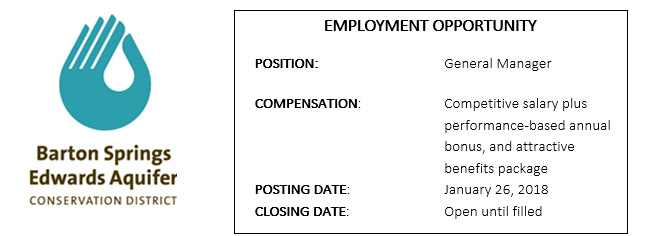 Barton Springs
Edwards Aquifer
CONSERVATION DISTRICT
EMPLOYMENT OPPORTUNITY
POSITION: General Manager
COMPENSATION: Competitive salary plus
performance-based annual
bonus, and attractive
benefits package
POSTING DATE: January 26, 2018
CLOSING DATE: Open until filled